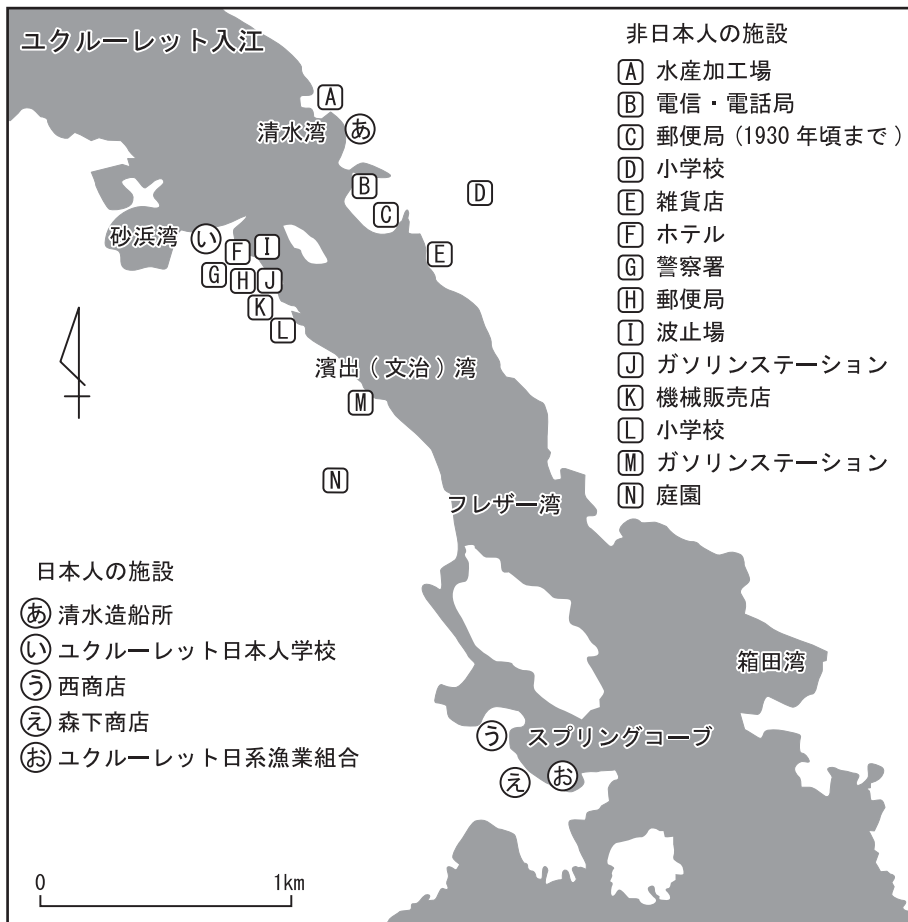 ユクルーレット入江
清水湾
砂浜湾
濱出(文治)湾
フレザー湾
箱田湾
スプリングコーブ
A
あ
B
C
D
E
い
F
I
G
H
J
K
L
M
N
う
え
お
非日本人の施設
A 水産加工場
B 電信・電話局
C 郵便局(1930年頃まで)
D 小学校
E 雑貨店
F ホテル
G 警察署
H 郵便局
I 波止場
J ガソリンステーション
K 機械販売店
L 小学校
M ガソリンステーション
N 庭園
日本人の施設
あ 清水造船所
い ユクルーレット日本人学校
う 西商店
え 森下商店
お ユクルーレット日系漁業組合
0 1km